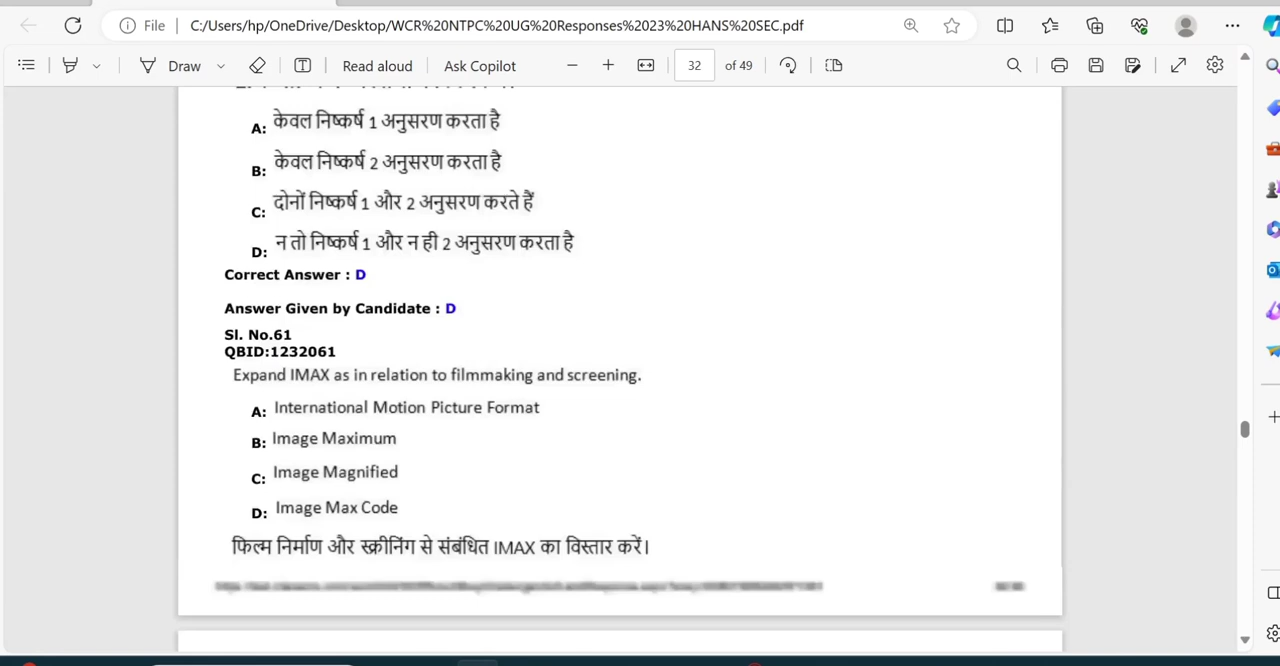 File C:/Users/hp/OneDrive/Desktop/WCR%20NTPC%20UG%20Responses%2023%20HANS%20SEC.pdf
Draw Read aloud Ask Copilot 32 of 49
A: केवल निष्कर्ष 1 अनुसरण करता है
B: केवल निष्कर्ष 2 अनुसरण करता है
C: दोनों निष्कर्ष 1 और 2 अनुसरण करते हैं
D: न तो निष्कर्ष 1 और न ही 2 अनुसरण करता है
Correct Answer : D
Answer Given by Candidate : D
Sl. No.61
QBID:1232061
Expand IMAX as in relation to filmmaking and screening.
A: International Motion Picture Format
B: Image Maximum
C: Image Magnified
D: Image Max Code
फिल्म निर्माण और स्क्रीनिंग से संबंधित IMAX का विस्तार करें।